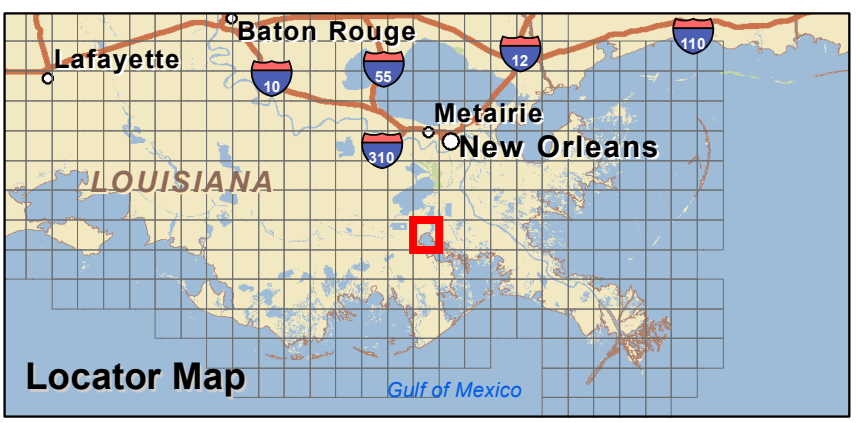 Baton Rouge
Lafayette
10
55
12
110
Metairie
310
New Orleans
LOUISIANA
Locator Map
Gulf of Mexico